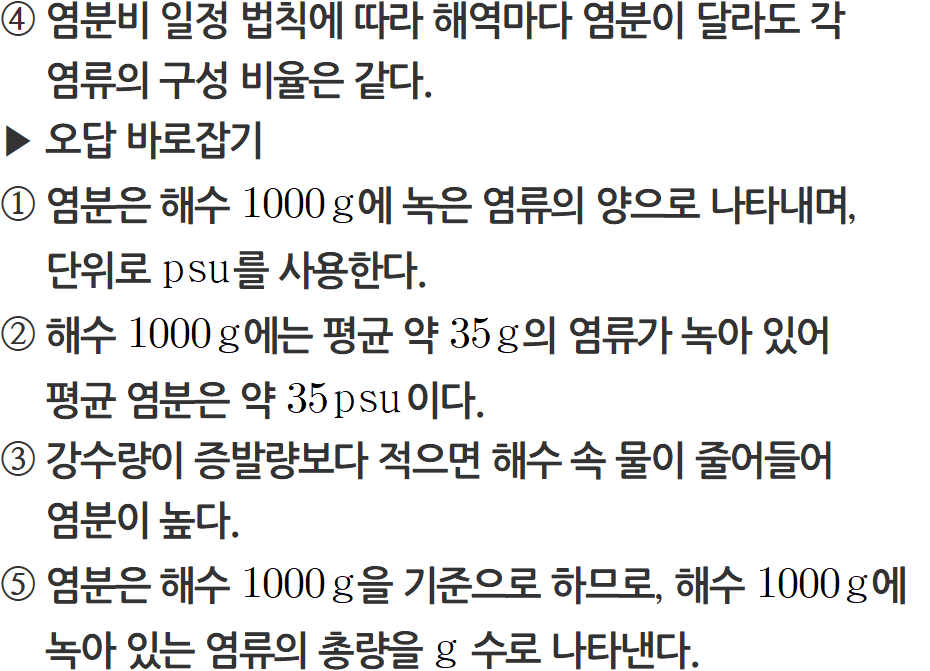 ④ 염분비 일정 법칙에 따라 해역마다 염분이 달라도 각
염류의 구성 비율은 같다.
▶ 오답 바로잡기
① 염분은 해수 1000 g에 녹은 염류의 양으로 나타내며,
단위로 psu를 사용한다.
② 해수 1000 g에는 평균 약 35 g의 염류가 녹아 있어
평균 염분은 약 35 psu이다.
③ 강수량이 증발량보다 적으면 해수 속 물이 줄어들어
염분이 높다.
⑤ 염분은 해수 1000 g을 기준으로 하므로, 해수 1000 g에
녹아 있는 염류의 총량을 g 수로 나타낸다.